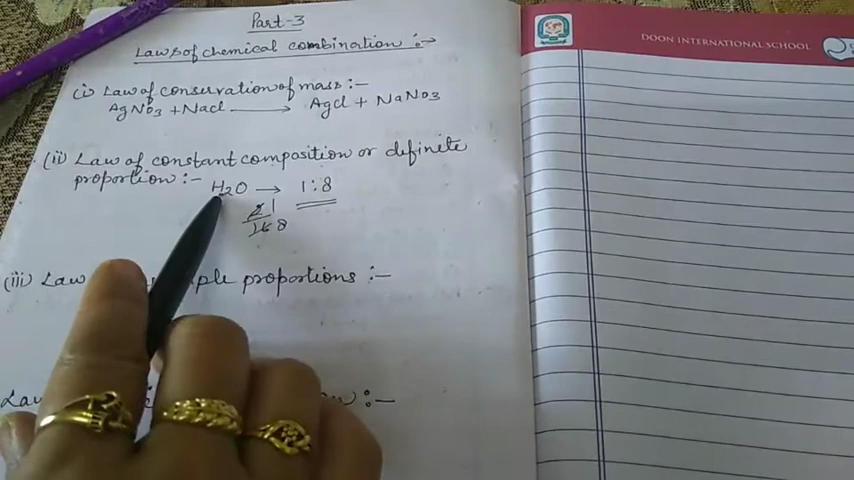 Part-3
Laws of chemical combination :→
(i) Law of conservation of mass :-
AgNO3 + Nacl → Agcl + NaNO3
(ii) Law of constant composition or definite
proportion :- H2O → 1:8
2 1
16 8
(iii) Law ple proportions :-
Law :-
DOON INTERNATIONAL SCHOOL